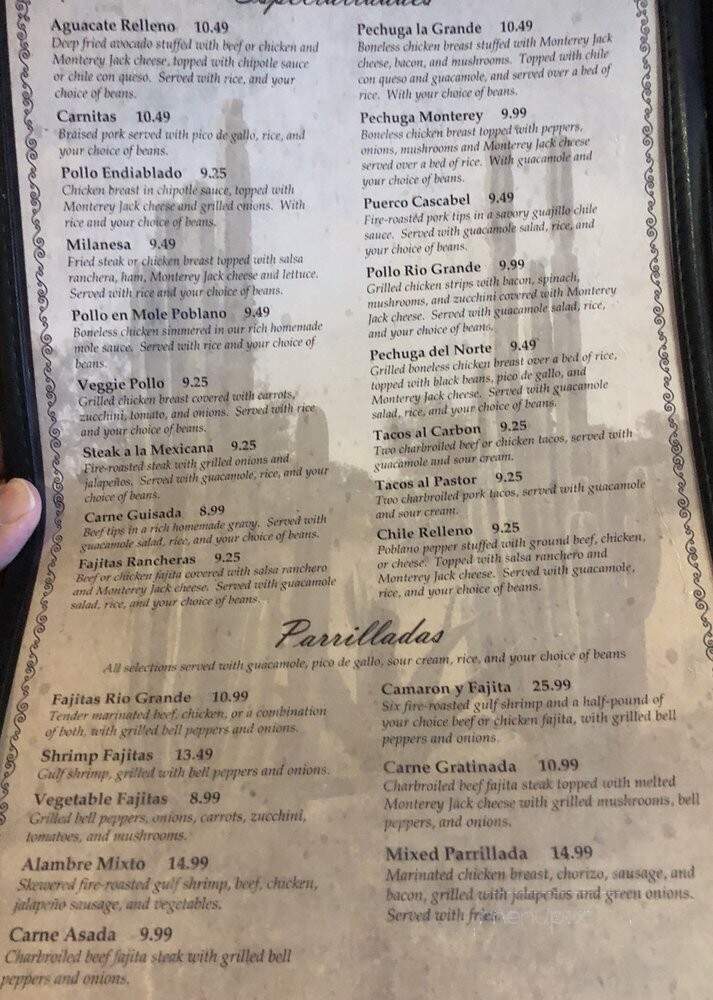 Especialidades
Aguacate Relleno 10.49
Deep fried avocado stuffed with beef or chicken and
Monterey Jack cheese, topped with chipotle sauce
or chile con queso. Served with rice, and your
choice of beans.
Carnitas 10.49
Braised pork served with pico de gallo, rice, and
your choice of beans.
Pollo Endiablado 9.25
Chicken breast in chipotle sauce, topped with
Monterey Jack cheese and grilled onions. With
rice and your choice of beans.
Milanesa 9.49
Fried steak or chicken breast topped with salsa
ranchera, ham, Monterey Jack cheese and lettuce.
Served with rice and your choice of beans.
Pollo en Mole Poblano 9.49
Boneless chicken simmered in our rich homemade
mole sauce. Served with rice and your choice of
beans.
Veggie Pollo 9.25
Grilled chicken breast covered with carrots,
zucchini, tomato, and onions. Served with rice
and your choice of beans.
Steak a la Mexicana 9.25
Fire-roasted steak with grilled onions and
jalapeños. Served with guacamole, rice, and your
choice of beans.
Carne Guisada 8.99
Beef tips in a rich homemade gravy. Served with
guacamole salad, rice, and your choice of beans.
Fajitas Rancheras 9.25
Beef or chicken fajita covered with salsa ranchero
and Monterey Jack cheese. Served with guacamole
salad, rice, and your choice of beans.
Pechuga la Grande 10.49
Boneless chicken breast stuffed with Monterey Jack
cheese, bacon, and mushrooms. Topped with chile
con queso and guacamole, and served over a bed of
rice. With your choice of beans.
Pechuga Monterey 9.99
Boneless chicken breast topped with peppers,
onions, mushrooms and Monterey Jack cheese
served over a bed of rice. With guacamole and
your choice of beans.
Puerco Cascabel 9.49
Fire-roasted pork tips in a savory guajillo chile
sauce. Served with guacamole salad, rice, and
your choice of beans.
Pollo Rio Grande 9.99
Grilled chicken strips with bacon, spinach,
mushrooms, and zucchini covered with Monterey
Jack cheese. Served with guacamole salad, rice,
and your choice of beans.
Pechuga del Norte 9.49
Grilled boneless chicken breast over a bed of rice,
topped with black beans, pico de gallo, and
Monterey Jack cheese. Served with guacamole
salad, rice, and your choice of beans.
Tacos al Carbon 9.25
Two charbroiled beef or chicken tacos, served with
guacamole and sour cream.
Tacos al Pastor 9.25
Two charbroiled pork tacos, served with guacamole
and sour cream.
Chile Relleno 9.25
Poblano pepper stuffed with ground beef, chicken,
or cheese. Topped with salsa ranchero and
Monterey Jack cheese. Served with guacamole,
rice, and your choice of beans.
Parrilladas
All selections served with guacamole, pico de gallo, sour cream, rice, and your choice of beans
Fajitas Rio Grande 10.99
Tender marinated beef, chicken, or a combination
of both, with grilled bell peppers and onions.
Shrimp Fajitas 13.49
Gulf shrimp, grilled with bell peppers and onions.
Vegetable Fajitas 8.99
Grilled bell peppers, onions, carrots, zucchini,
tomatoes, and mushrooms.
Alambre Mixto 14.99
Skewered fire-roasted gulf shrimp, beef, chicken,
jalapeño sausage, and vegetables.
Carne Asada 9.99
Charbroiled beef fajita steak with grilled bell
peppers and onions.
Camaron y Fajita 25.99
Six fire-roasted gulf shrimp and a half-pound of
your choice beef or chicken fajita, with grilled bell
peppers and onions.
Carne Gratinada 10.99
Charbroiled beef fajita steak topped with melted
Monterey Jack cheese with grilled mushrooms, bell
peppers, and onions.
Mixed Parrillada 14.99
Marinated chicken breast, chorizo, sausage, and
bacon, grilled with jalapeños and green onions.
Served with fries.